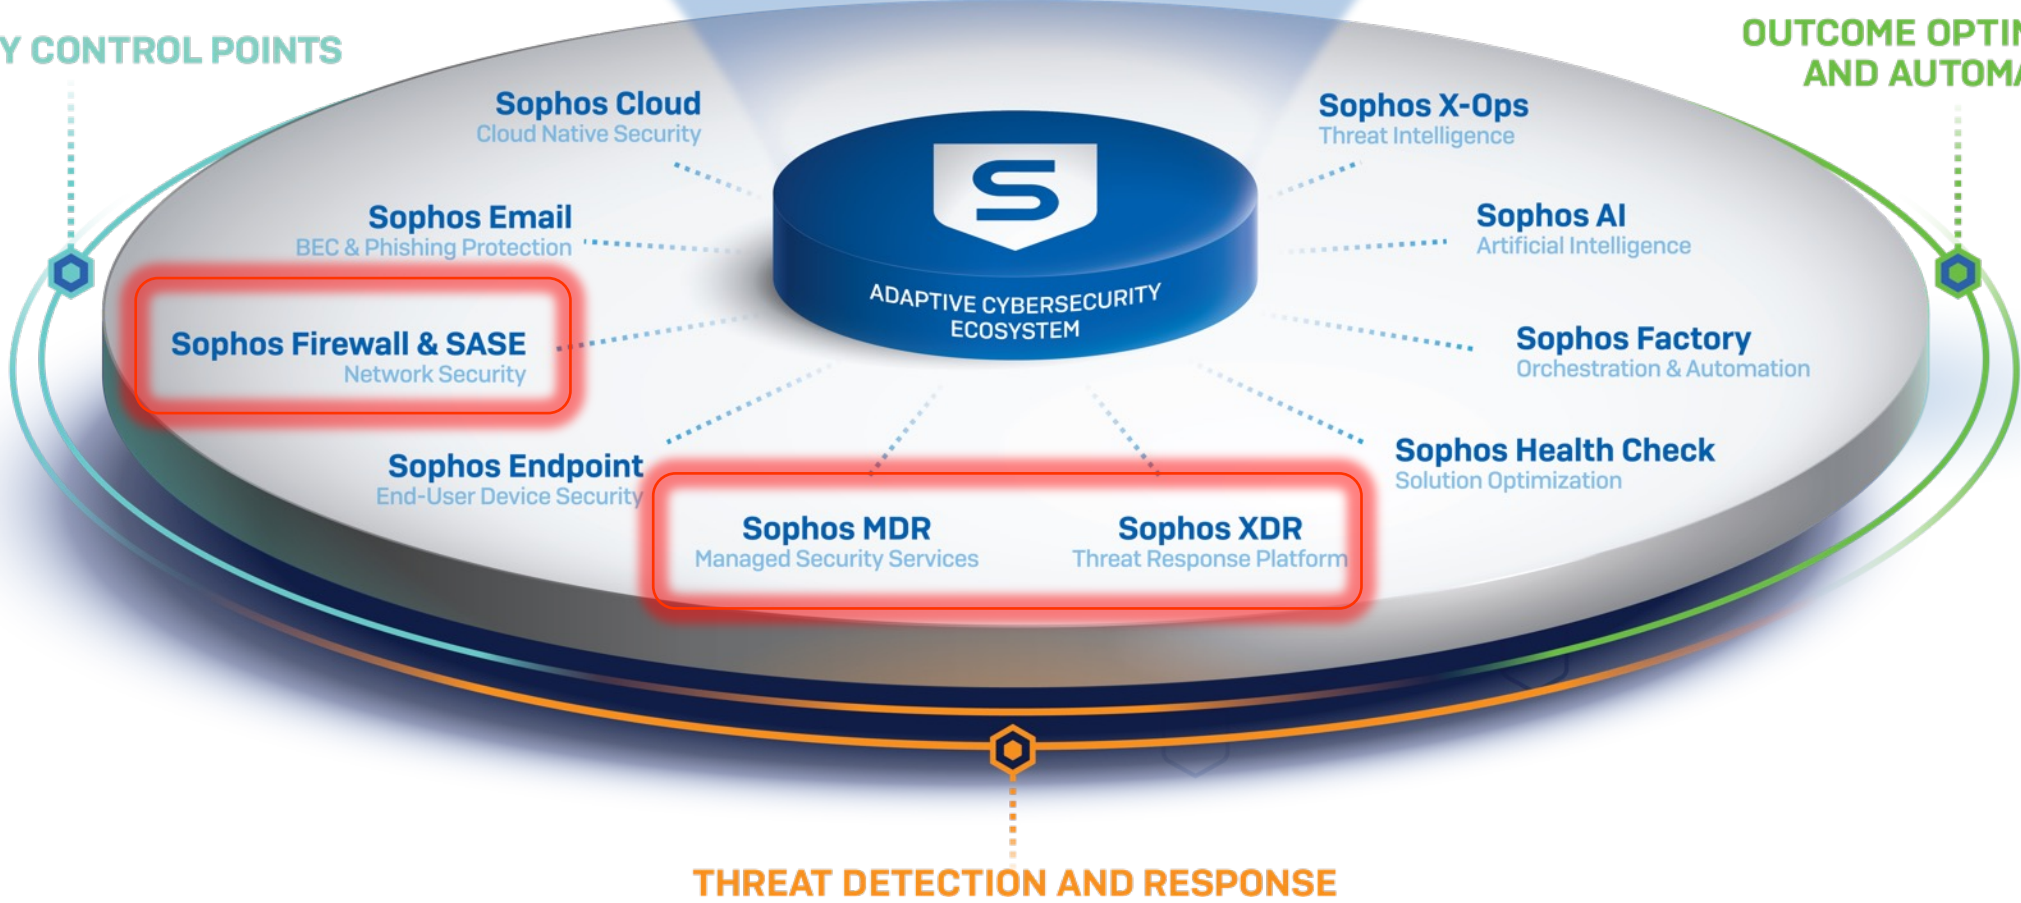 Y CONTROL POINTS
OUTCOME OPTIM
AND AUTOMA
Sophos Cloud
Cloud Native Security
Sophos X-Ops
Threat Intelligence
Sophos Email
BEC & Phishing Protection
Sophos AI
Artificial Intelligence
S
ADAPTIVE CYBERSECURITY
ECOSYSTEM
Sophos Firewall & SASE
Network Security
Sophos Factory
Orchestration & Automation
Sophos Endpoint
End-User Device Security
Sophos Health Check
Solution Optimization
Sophos MDR
Managed Security Services
Sophos XDR
Threat Response Platform
THREAT DETECTION AND RESPONSE